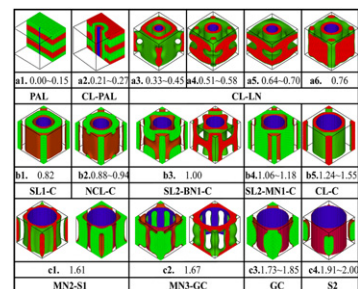 a1. 0.00~0.15 a2.0.21~0.27 a3.0.33~0.45 a4.0.51~0.58 a5.0.64~0.70 a6. 0.76
PAL CL-PAL CL-LN
b1. 0.82 b2.0.88~0.94 b3. 1.00 b4.1.06~1.18 b5.1.24~1.55
SL1-C NCL-C SL2-BN1-C SL2-MN1-C CL-C
c1. 1.61 c2. 1.67 c3.1.73~1.85 c4.1.91~2.00
MN2-S1 MN3-GC GC S2